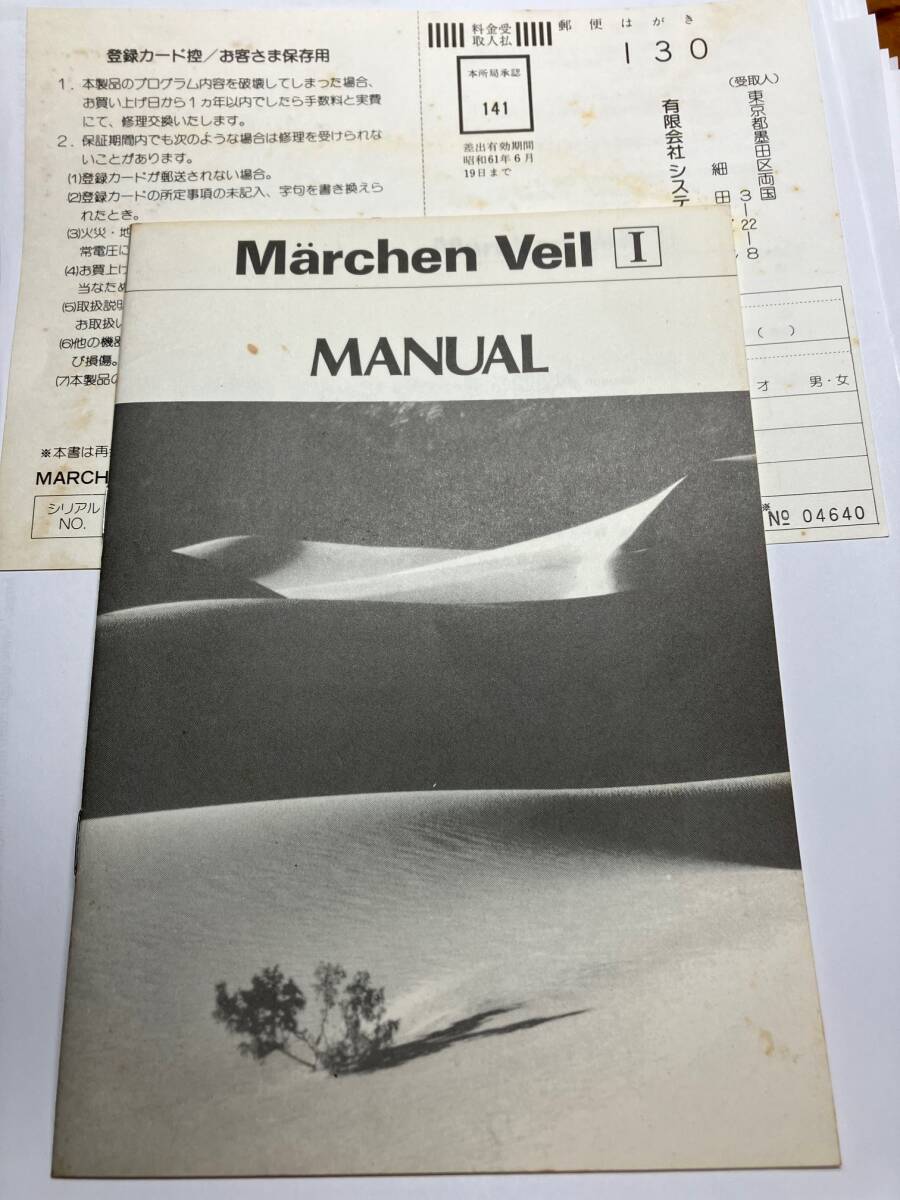 登録カード控/お客さま保存用
1. 本製品のプログラム内容を破壊してしまった場合、
お買い上げ日から1ヵ年以内でしたら手数料と実費
にて、修理交換いたします。
2. 保証期間内でも次のような場合は修理を受けられな
いことがあります。
(1)登録カードが郵送されない場合。
(2)登録カードの所定事項の未記入、字句を書き換えら
れたとき。
(3)火災・地
常電圧に
(4)お買上げ
当なため
(5)取扱説明
お取扱い
(6)他の機器
び損傷。
(7)本製品の
※本書は再
MARCH
シリアル
NO.
料金受
取人払
郵便はがき
130
本所局承認
141
差出有効期間
昭和61年6月
19日まで
(受取人)
東京都墨田区両国
3-22-8
細田
有限会社 システ
( )
才 男・女
※
№ 04640
Märchen Veil I
MANUAL